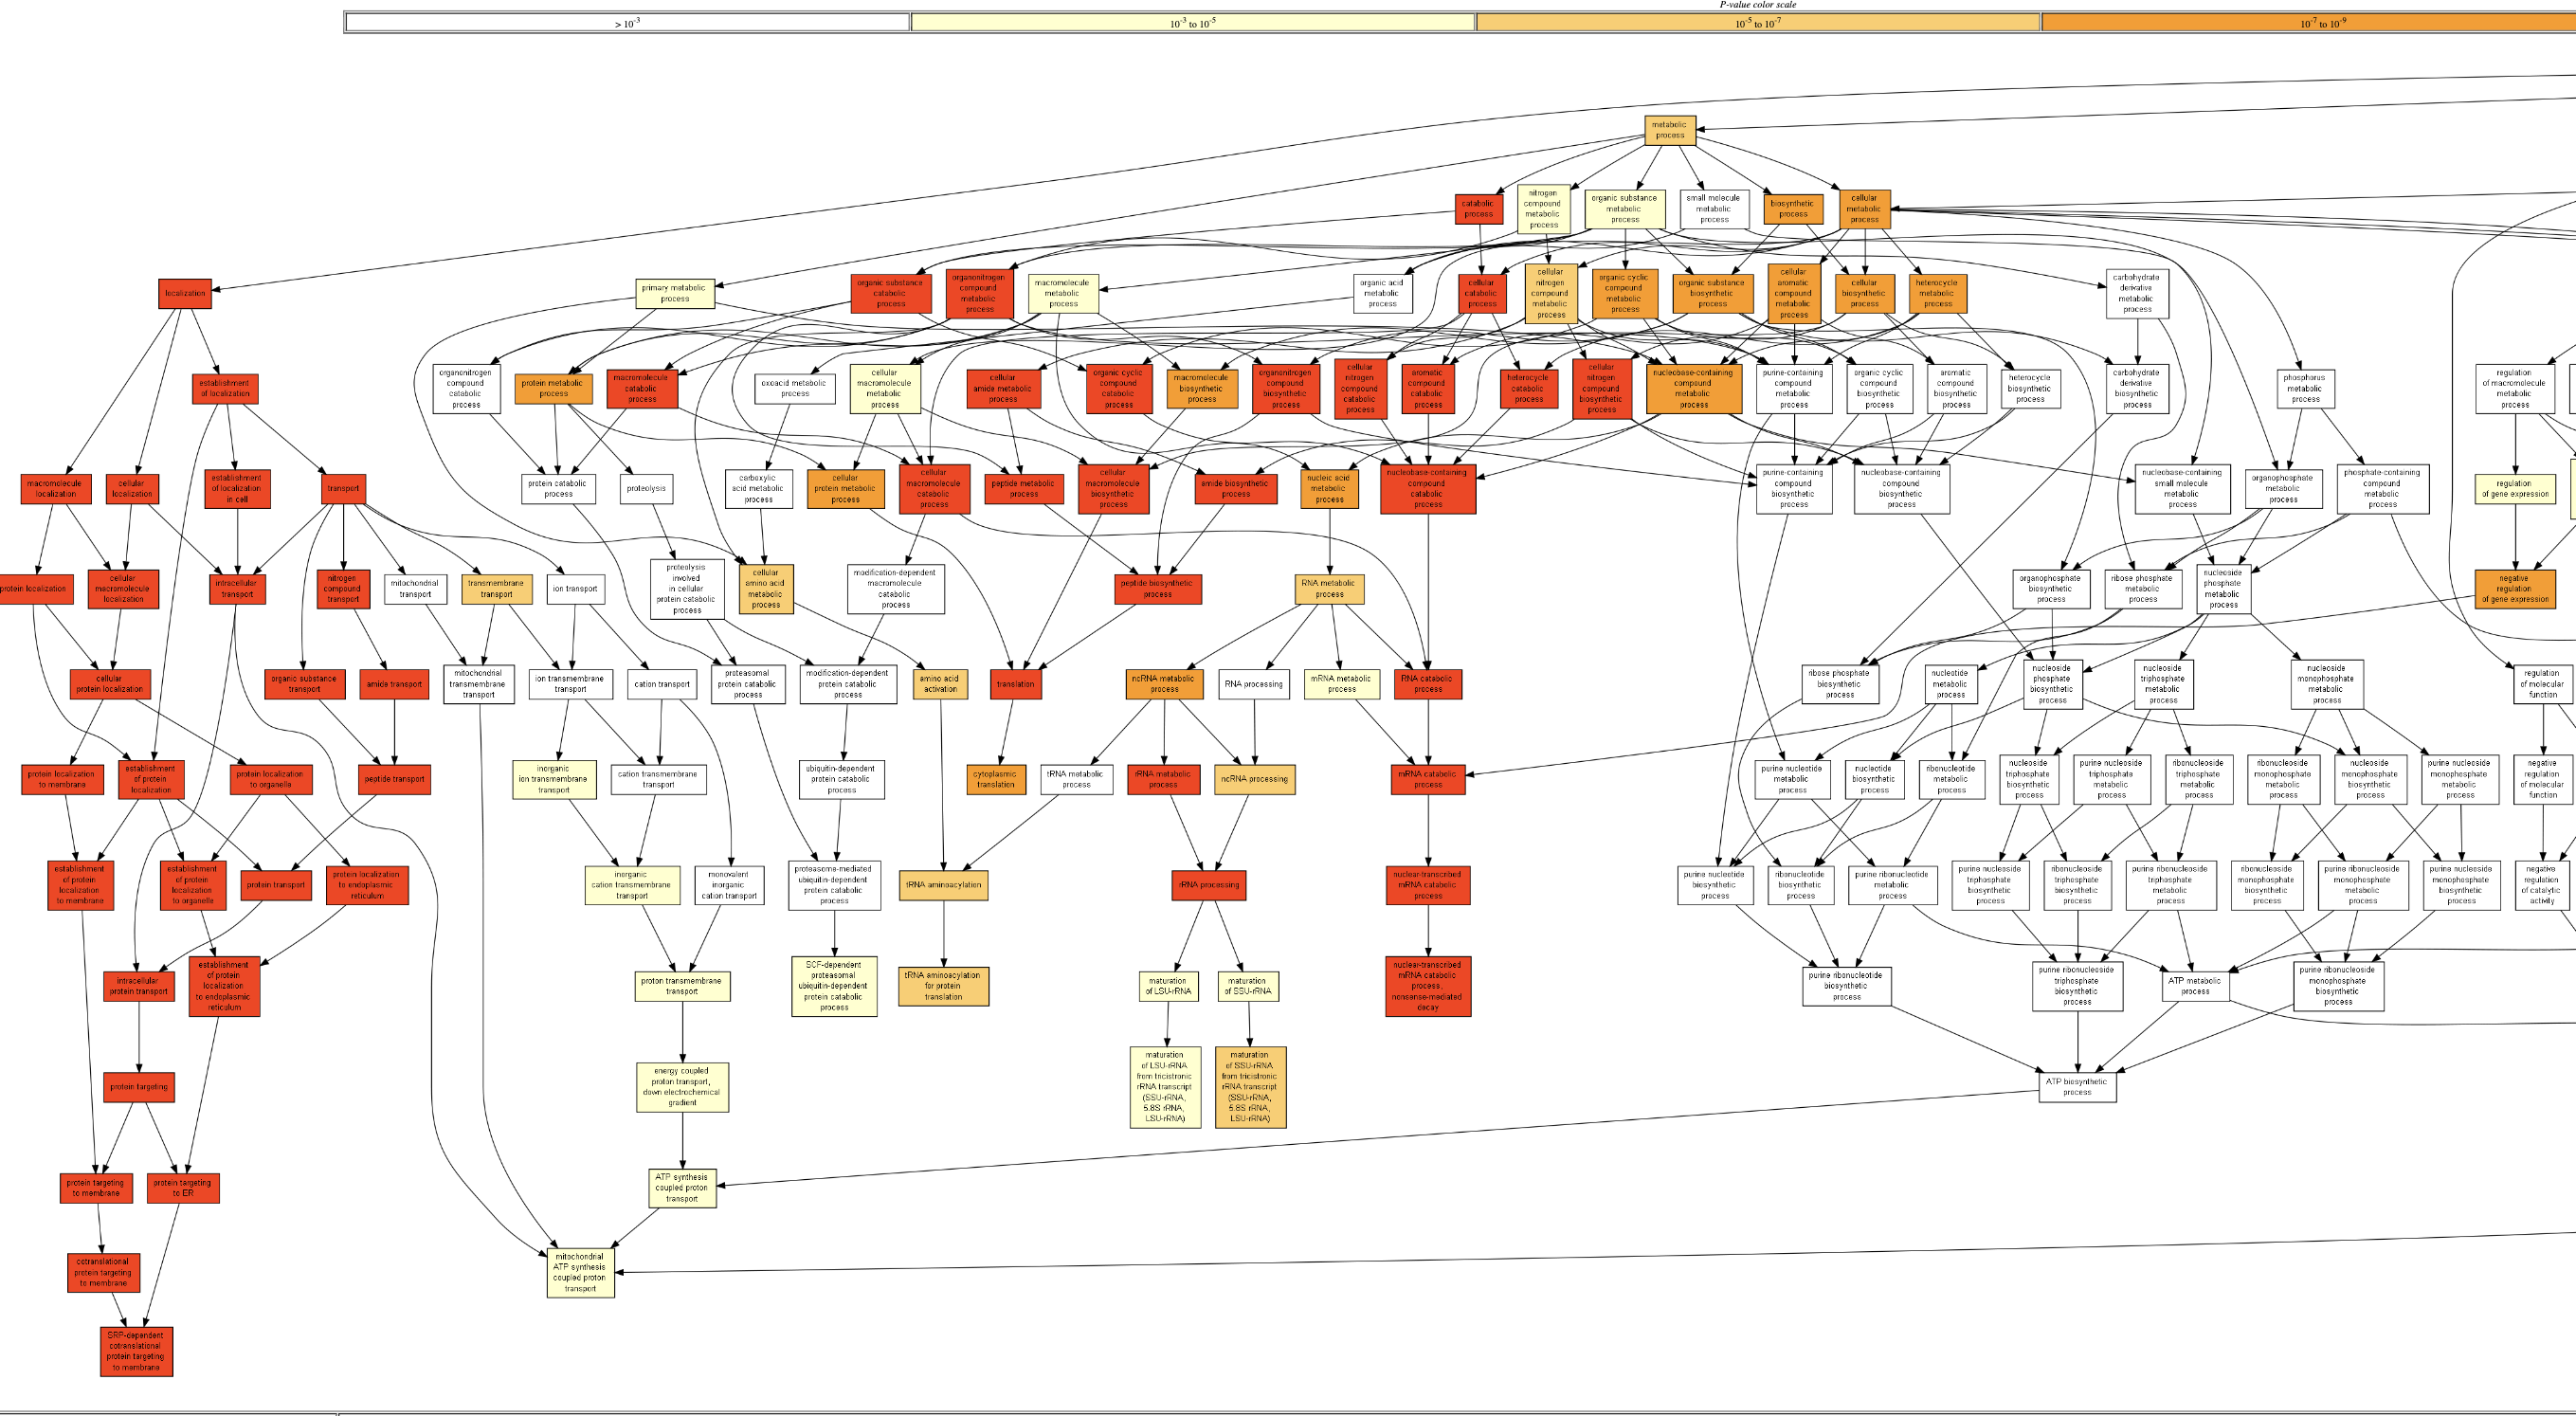 P-value color scale
> 10-3
10-3 to 10-5
10-5 to 10-7
10-7 to 10-9
metabolic
process
catabolic
process
nitrogen
compound
metabolic
process
organic substance
metabolic
process
small molecule
metabolic
process
biosynthetic
process
cellular
metabolic
process
localization
primary metabolic
process
organic substance
catabolic
process
organonitrogen
compound
metabolic
process
macromolecule
metabolic
process
organic acid
metabolic
process
cellular
catabolic
process
cellular
nitrogen
compound
metabolic
process
organic cyclic
compound
metabolic
process
organic substance
biosynthetic
process
cellular
aromatic
compound
metabolic
process
cellular
biosynthetic
process
heterocycle
metabolic
process
carbohydrate
derivative
metabolic
process
establishment
of localization
organonitrogen
compound
catabolic
process
protein metabolic
process
macromolecule
catabolic
process
oxoacid metabolic
process
cellular
macromolecule
metabolic
process
cellular
amide metabolic
process
organic cyclic
compound
catabolic
process
macromolecule
biosynthetic
process
organonitrogen
compound
biosynthetic
process
cellular
nitrogen
compound
catabolic
process
aromatic
compound
catabolic
process
heterocycle
catabolic
process
cellular
nitrogen
compound
biosynthetic
process
nucleobase-containing
compound
metabolic
process
purine-containing
compound
metabolic
process
organic cyclic
compound
biosynthetic
process
aromatic
compound
biosynthetic
process
heterocycle
biosynthetic
process
carbohydrate
derivative
biosynthetic
process
phosphorus
metabolic
process
regulation
of macromolecule
metabolic
process
macromolecule
localization
cellular
localization
establishment
of localization
in cell
transport
protein catabolic
process
proteolysis
carboxylic
acid metabolic
process
cellular
protein metabolic
process
cellular
macromolecule
catabolic
process
peptide metabolic
process
cellular
macromolecule
biosynthetic
process
amide biosynthetic
process
nucleic acid
metabolic
process
nucleobase-containing
compound
catabolic
process
purine-containing
compound
biosynthetic
process
nucleobase-containing
compound
biosynthetic
process
nucleobase-containing
small molecule
metabolic
process
organophosphate
metabolic
process
phosphate-containing
compound
metabolic
process
regulation
of gene expression
protein localization
cellular
macromolecule
localization
intracellular
transport
nitrogen
compound
transport
mitochondrial
transport
transmembrane
transport
ion transport
proteolysis
involved
in cellular
protein catabolic
process
cellular
amino acid
metabolic
process
modification-dependent
macromolecule
catabolic
process
peptide biosynthetic
process
RNA metabolic
process
organophosphate
biosynthetic
process
ribose phosphate
metabolic
process
nucleoside
phosphate
metabolic
process
negative
regulation
of gene expression
cellular
protein localization
organic substance
transport
amide transport
mitochondrial
transmembrane
transport
ion transmembrane
transport
cation transport
proteasomal
protein catabolic
process
modification-dependent
protein catabolic
process
amino acid
activation
translation
ncRNA metabolic
process
RNA processing
mRNA metabolic
process
RNA catabolic
process
ribose phosphate
biosynthetic
process
nucleotide
metabolic
process
nucleoside
phosphate
biosynthetic
process
nucleoside
triphosphate
metabolic
process
nucleoside
monophosphate
metabolic
process
regulation
of molecular
function
protein localization
to membrane
establishment
of protein
localization
protein localization
to organelle
peptide transport
inorganic
ion transmembrane
transport
cation transmembrane
transport
ubiquitin-dependent
protein catabolic
process
cytoplasmic
translation
tRNA metabolic
process
rRNA metabolic
process
ncRNA processing
mRNA catabolic
process
purine nucleotide
metabolic
process
nucleotide
biosynthetic
process
ribonucleotide
metabolic
process
nucleoside
triphosphate
biosynthetic
process
purine nucleoside
triphosphate
metabolic
process
ribonucleoside
triphosphate
metabolic
process
ribonucleoside
monophosphate
metabolic
process
nucleoside
monophosphate
biosynthetic
process
purine nucleoside
monophosphate
metabolic
process
negative
regulation
of molecular
function
establishment
of protein
localization
to membrane
establishment
of protein
localization
to organelle
protein transport
protein localization
to endoplasmic
reticulum
inorganic
cation transmembrane
transport
monovalent
inorganic
cation transport
proteasome-mediated
ubiquitin-dependent
protein catabolic
process
tRNA aminoacylation
rRNA processing
nuclear-transcribed
mRNA catabolic
process
purine nucleotide
biosynthetic
process
ribonucleotide
biosynthetic
process
purine ribonucleotide
metabolic
process
purine nucleoside
triphosphate
biosynthetic
process
ribonucleoside
triphosphate
biosynthetic
process
purine ribonucleoside
triphosphate
metabolic
process
ribonucleoside
monophosphate
biosynthetic
process
purine ribonucleoside
monophosphate
metabolic
process
purine nucleoside
monophosphate
biosynthetic
process
negative
regulation
of catalytic
activity
intracellular
protein transport
establishment
of protein
localization
to endoplasmic
reticulum
proton transmembrane
transport
SCF-dependent
proteasomal
ubiquitin-dependent
protein catabolic
process
tRNA aminoacylation
for protein
translation
maturation
of LSU-rRNA
maturation
of SSU-rRNA
nuclear-transcribed
mRNA catabolic
process,
nonsense-mediated
decay
purine ribonucleotide
biosynthetic
process
purine ribonucleoside
triphosphate
biosynthetic
process
ATP metabolic
process
purine ribonucleoside
monophosphate
biosynthetic
process
protein targeting
energy coupled
proton transport,
down electrochemical
gradient
maturation
of LSU-rRNA
from tricistronic
rRNA transcript
(SSU-rRNA,
5.8S rRNA,
LSU-rRNA)
maturation
of SSU-rRNA
from tricistronic
rRNA transcript
(SSU-rRNA,
5.8S rRNA,
LSU-rRNA)
ATP biosynthetic
process
protein targeting
to membrane
protein targeting
to ER
ATP synthesis
coupled proton
transport
cotranslational
protein targeting
to membrane
mitochondrial
ATP synthesis
coupled proton
transport
SRP-dependent
cotranslational
protein targeting
to membrane